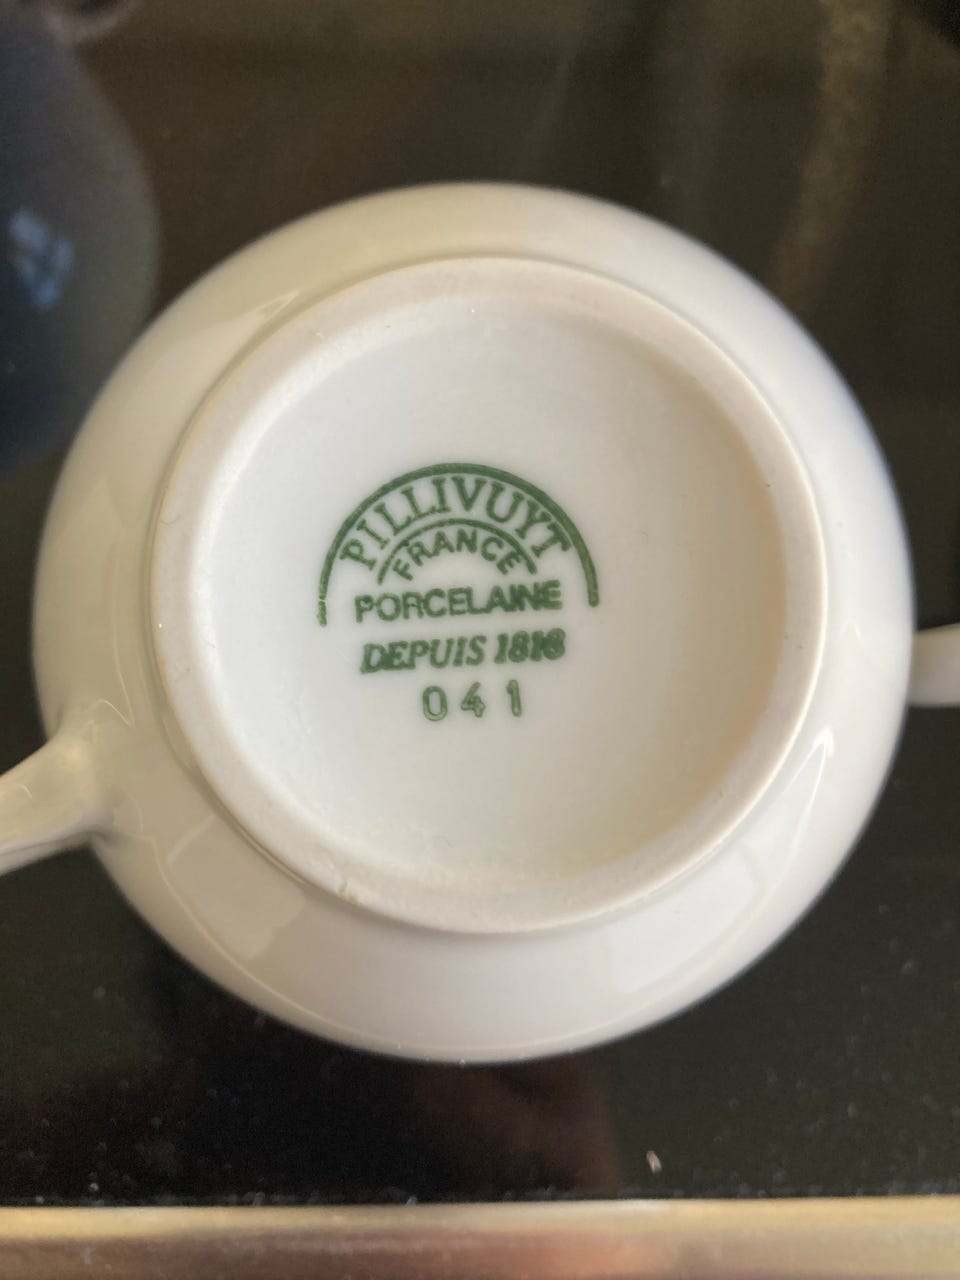 PILLIVUYT
FRANCE
PORCELAINE
DEPUIS 1818
041